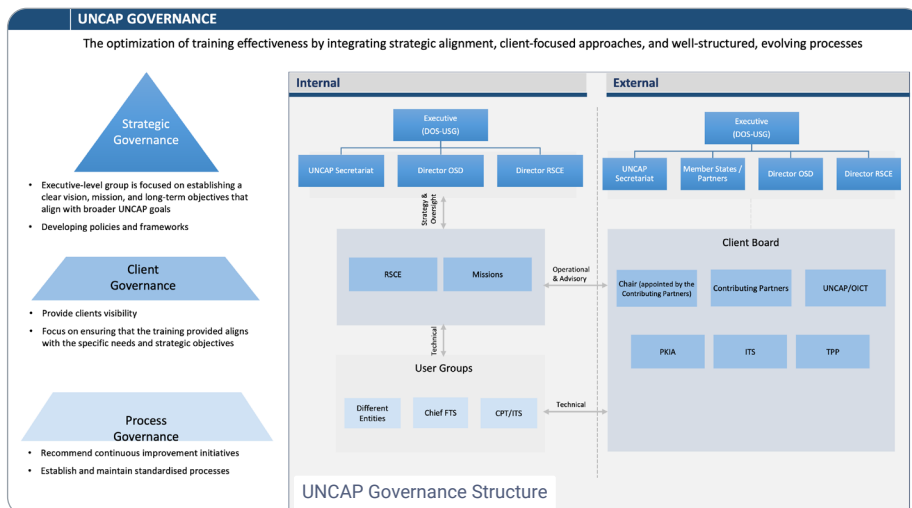 UNCAP GOVERNANCE
The optimization of training effectiveness by integrating strategic alignment, client-focused approaches, and well-structured, evolving processes
Strategic
Governance
• Executive-level group is focused on establishing a
clear vision, mission, and long-term objectives that
align with broader UNCAP goals
• Developing policies and frameworks
Client
Governance
• Provide clients visibility
• Focus on ensuring that the training provided aligns
with the specific needs and strategic objectives
Process
Governance
• Recommend continuous improvement initiatives
• Establish and maintain standardised processes
Internal
Executive
(DOS-USG)
UNCAP Secretariat
Director OSD
Director RSCE
Strategy &
Oversight
RSCE
Missions
Operational
& Advisory
Technical
User Groups
Different
Entities
Chief FTS
CPT/ITS
Technical
External
Executive
(DOS-USG)
UNCAP
Secretariat
Member States /
Partners
Director OSD
Director RSCE
Client Board
Chair (appointed by the
Contributing Partners)
Contributing Partners
UNCAP/OICT
PKIA
ITS
TPP
UNCAP Governance Structure